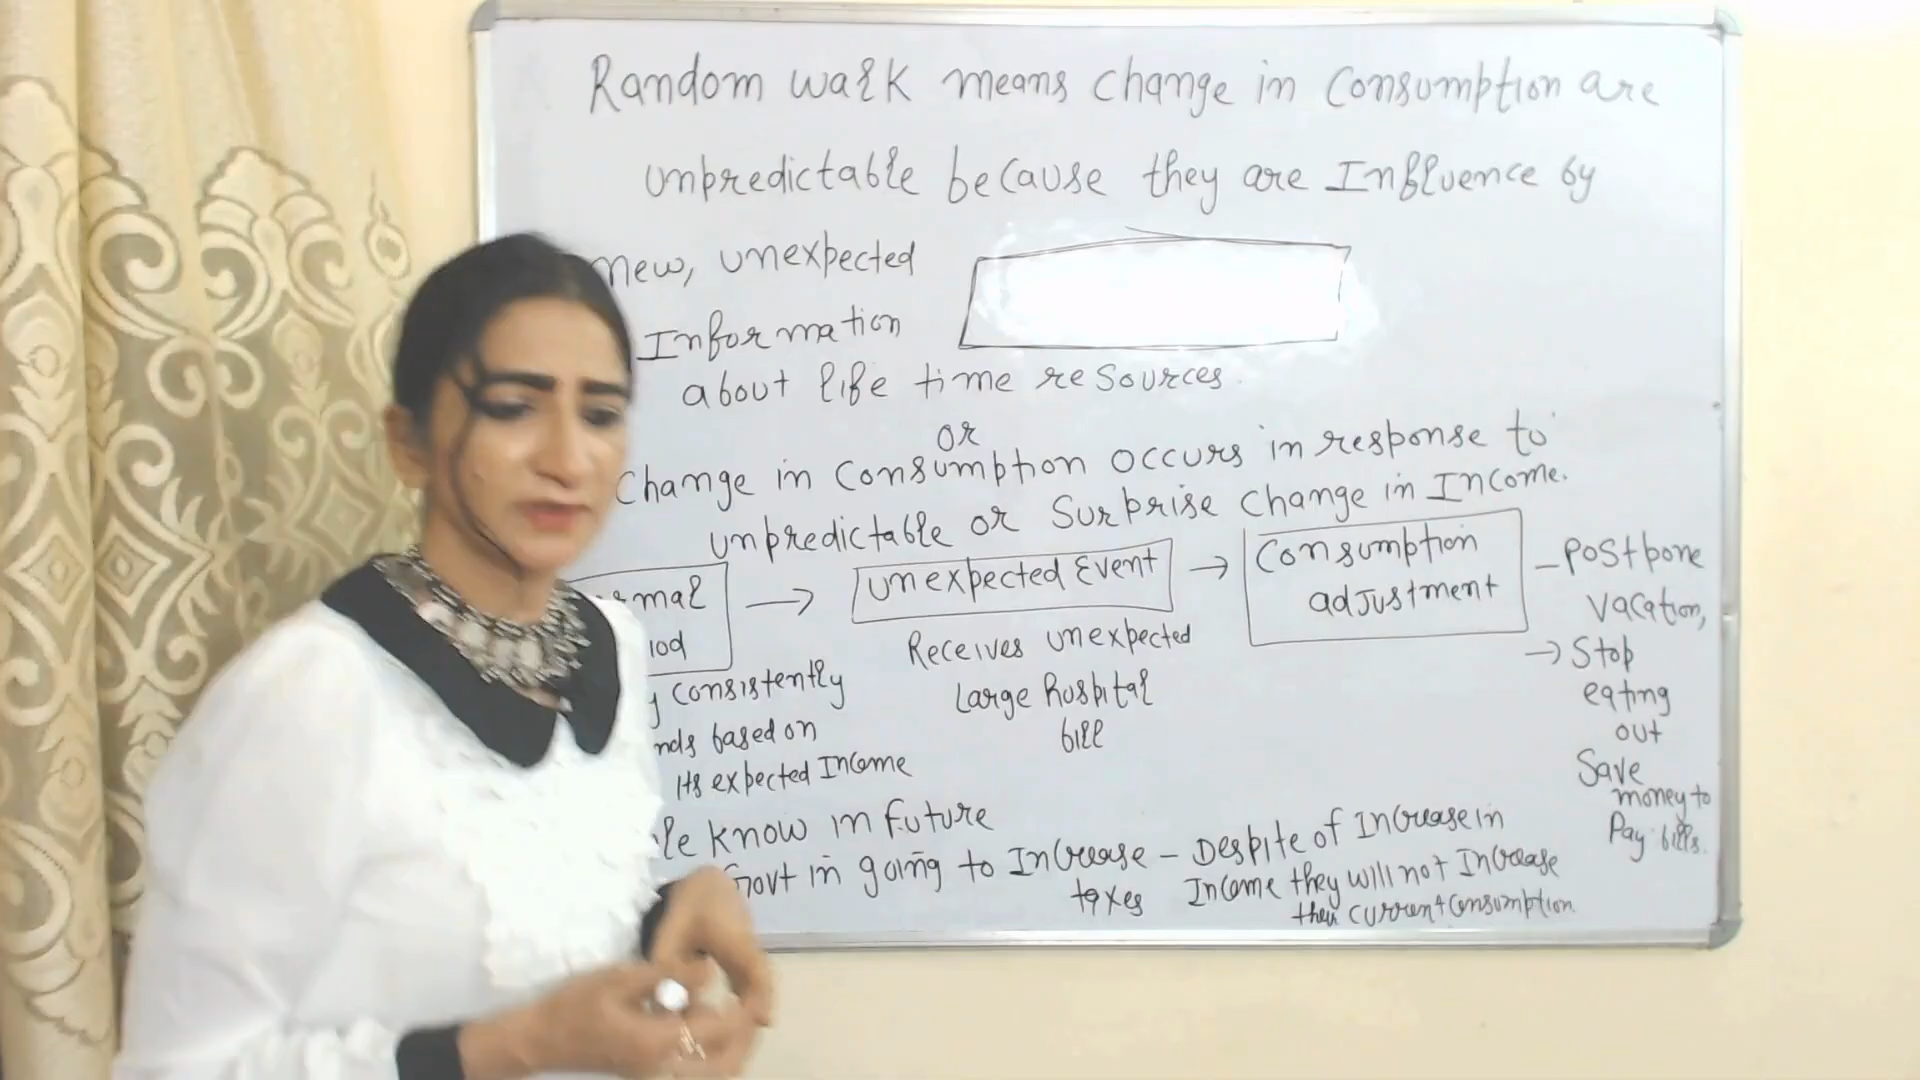 Random walk means change in consumption are
unpredictable because they are Influence by
new, unexpected
Information
about life time resources.
or
change in consumption occurs in response to
unpredictable or surprise change in Income.
Unexpected Event
→
Consumption
adjustment
- Postpone
vacation,
→ Stop
eating
out
Save
money to
Pay bills.
→
Receives unexpected
Large hospital
bill
consistently
based on
its expected Income
know in future
Govt in going to Increase
taxes
- Despite of Increase in
Income they will not Increase
their current consumption